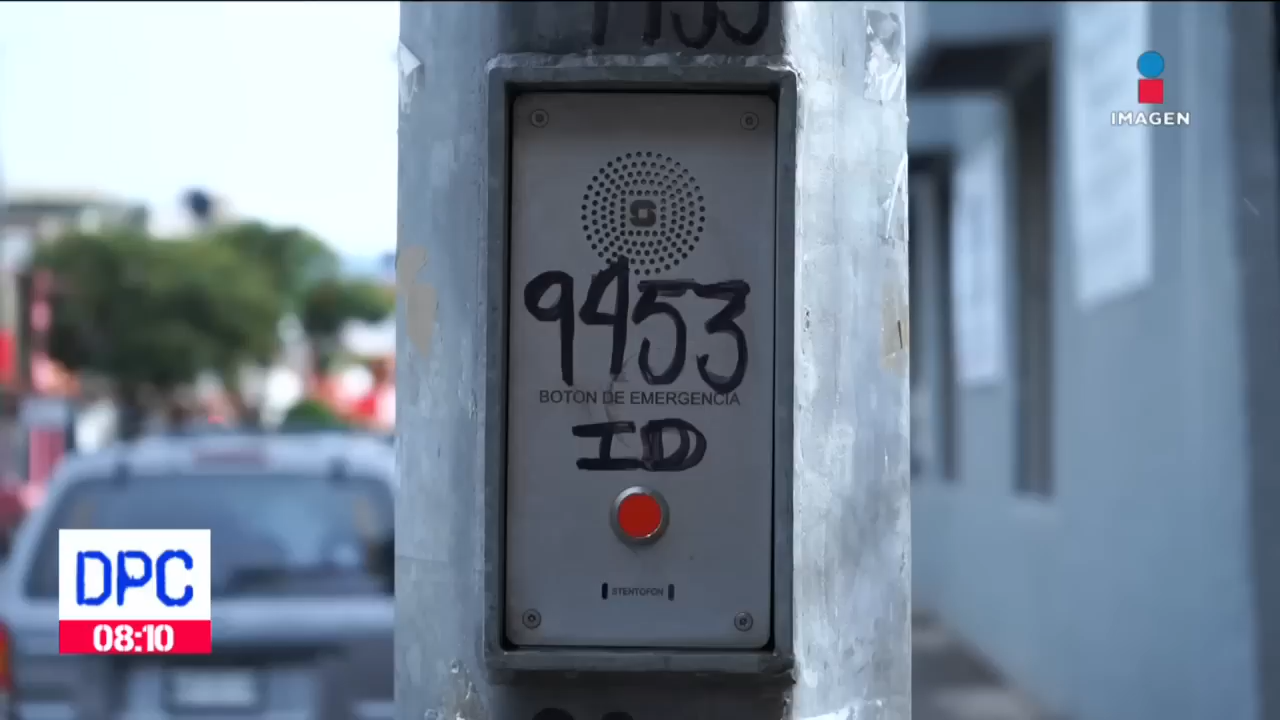 IMAGEN
9453
BOTON DE EMERGENCIA
ID
STENTOFON
DPC
08:10